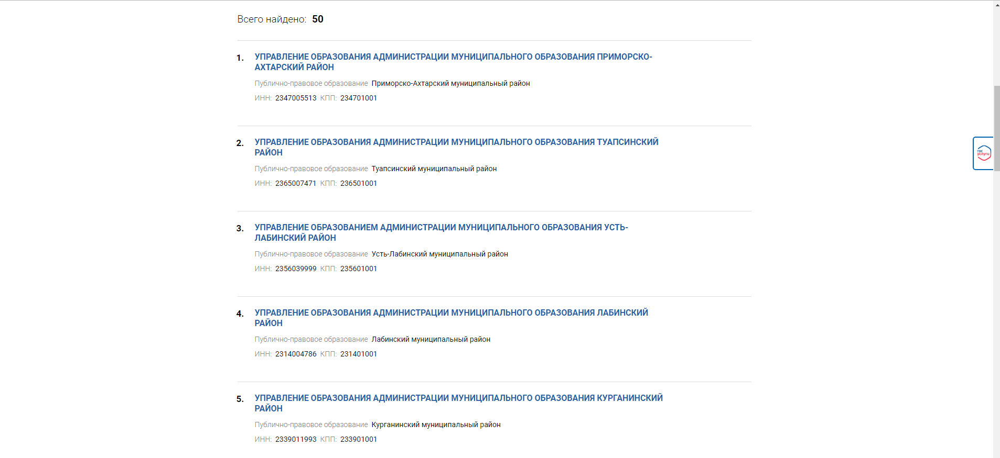 Всего найдено: 50
1. УПРАВЛЕНИЕ ОБРАЗОВАНИЯ АДМИНИСТРАЦИИ МУНИЦИПАЛЬНОГО ОБРАЗОВАНИЯ ПРИМОРСКО-
АХТАРСКИЙ РАЙОН
Публично-правовое образование Приморско-Ахтарский муниципальный район
ИНН: 2347005513 КПП: 234701001
2. УПРАВЛЕНИЕ ОБРАЗОВАНИЯ АДМИНИСТРАЦИИ МУНИЦИПАЛЬНОГО ОБРАЗОВАНИЯ ТУАПСИНСКИЙ
РАЙОН
Публично-правовое образование Туапсинский муниципальный район
ИНН: 2365007471 КПП: 236501001
гос
услуги
3. УПРАВЛЕНИЕ ОБРАЗОВАНИЕМ АДМИНИСТРАЦИИ МУНИЦИПАЛЬНОГО ОБРАЗОВАНИЯ УСТЬ-
ЛАБИНСКИЙ РАЙОН
Публично-правовое образование Усть-Лабинский муниципальный район
ИНН: 2356039999 КПП: 235601001
4. УПРАВЛЕНИЕ ОБРАЗОВАНИЯ АДМИНИСТРАЦИИ МУНИЦИПАЛЬНОГО ОБРАЗОВАНИЯ ЛАБИНСКИЙ
РАЙОН
Публично-правовое образование Лабинский муниципальный район
ИНН: 2314004786 КПП: 231401001
5. УПРАВЛЕНИЕ ОБРАЗОВАНИЯ АДМИНИСТРАЦИИ МУНИЦИПАЛЬНОГО ОБРАЗОВАНИЯ КУРГАНИНСКИЙ
РАЙОН
Публично-правовое образование Курганинский муниципальный район
ИНН: 2339011993 КПП: 233901001